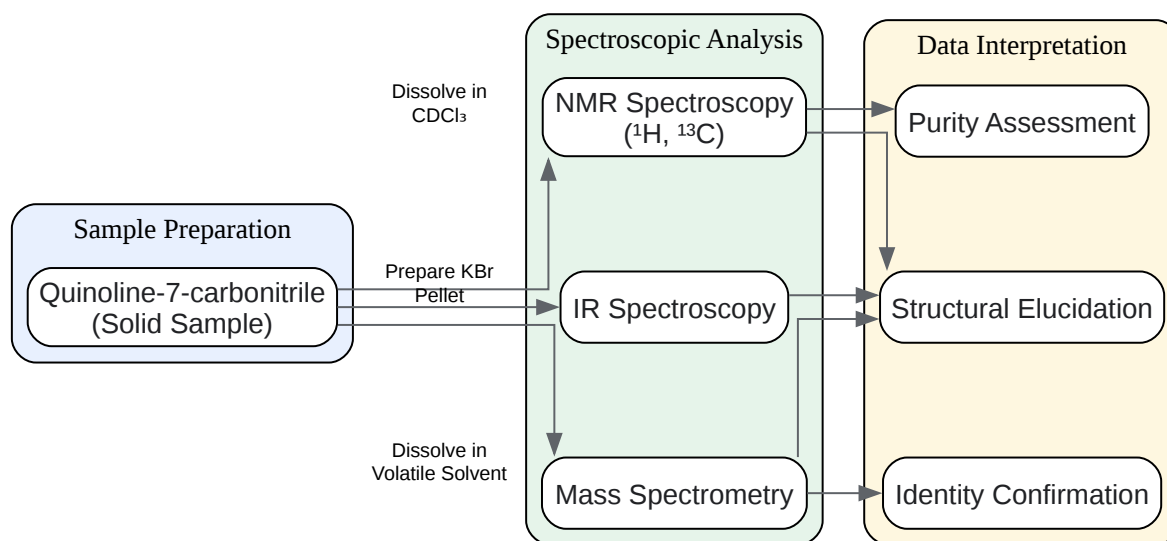 Sample Preparation
Quinoline-7-carbonitrile
(Solid Sample)
Dissolve in
CDCl₃
Prepare KBr
Pellet
Dissolve in
Volatile Solvent
Spectroscopic Analysis
NMR Spectroscopy
(¹H, ¹³C)
IR Spectroscopy
Mass Spectrometry
Data Interpretation
Purity Assessment
Structural Elucidation
Identity Confirmation